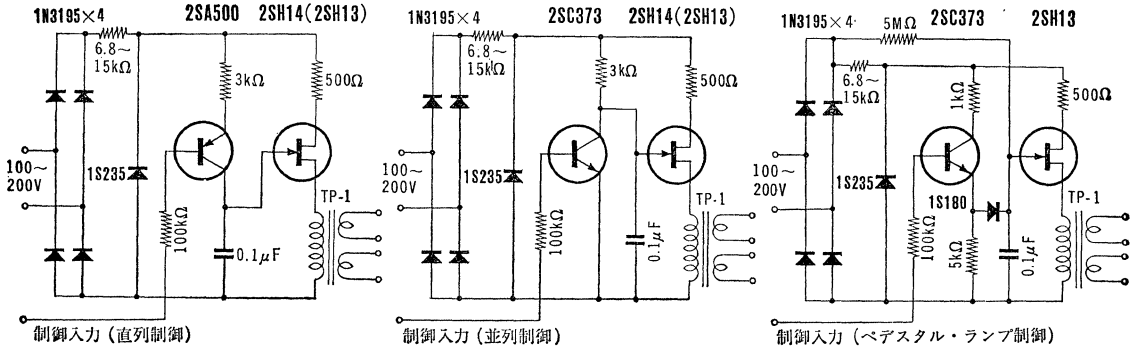 1N3195×4
2SA500
2SH14(2SH13)
6.8～
15kΩ
3kΩ
500Ω
100～
200V
1S235
TP-1
100kΩ
0.1μF
制御入力（直列制御）
1N3195×4
2SC373
2SH14(2SH13)
6.8～
15kΩ
3kΩ
500Ω
100～
200V
1S235
TP-1
100kΩ
0.1μF
制御入力（並列制御）
1N3195×4
2SC373
2SH13
5MΩ
6.8～
15kΩ
1kΩ
500Ω
100～
200V
1S235
1S180
TP-1
100kΩ
5kΩ
0.1μF
制御入力（ペデスタル・ランプ制御）